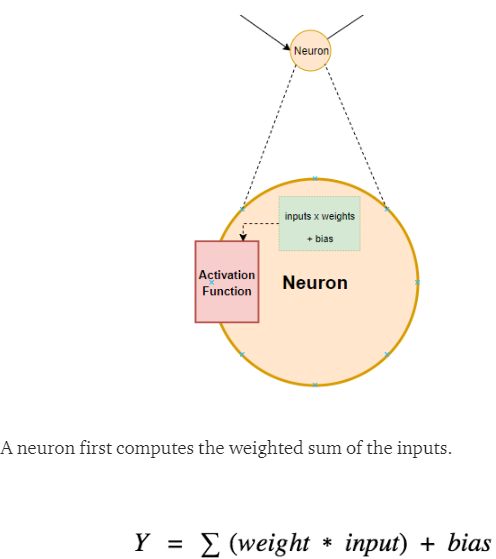 Neuron
inputs x weights
+ bias
Activation
Function
Neuron
A neuron first computes the weighted sum of the inputs.
Y = ∑ (weight * input) + bias